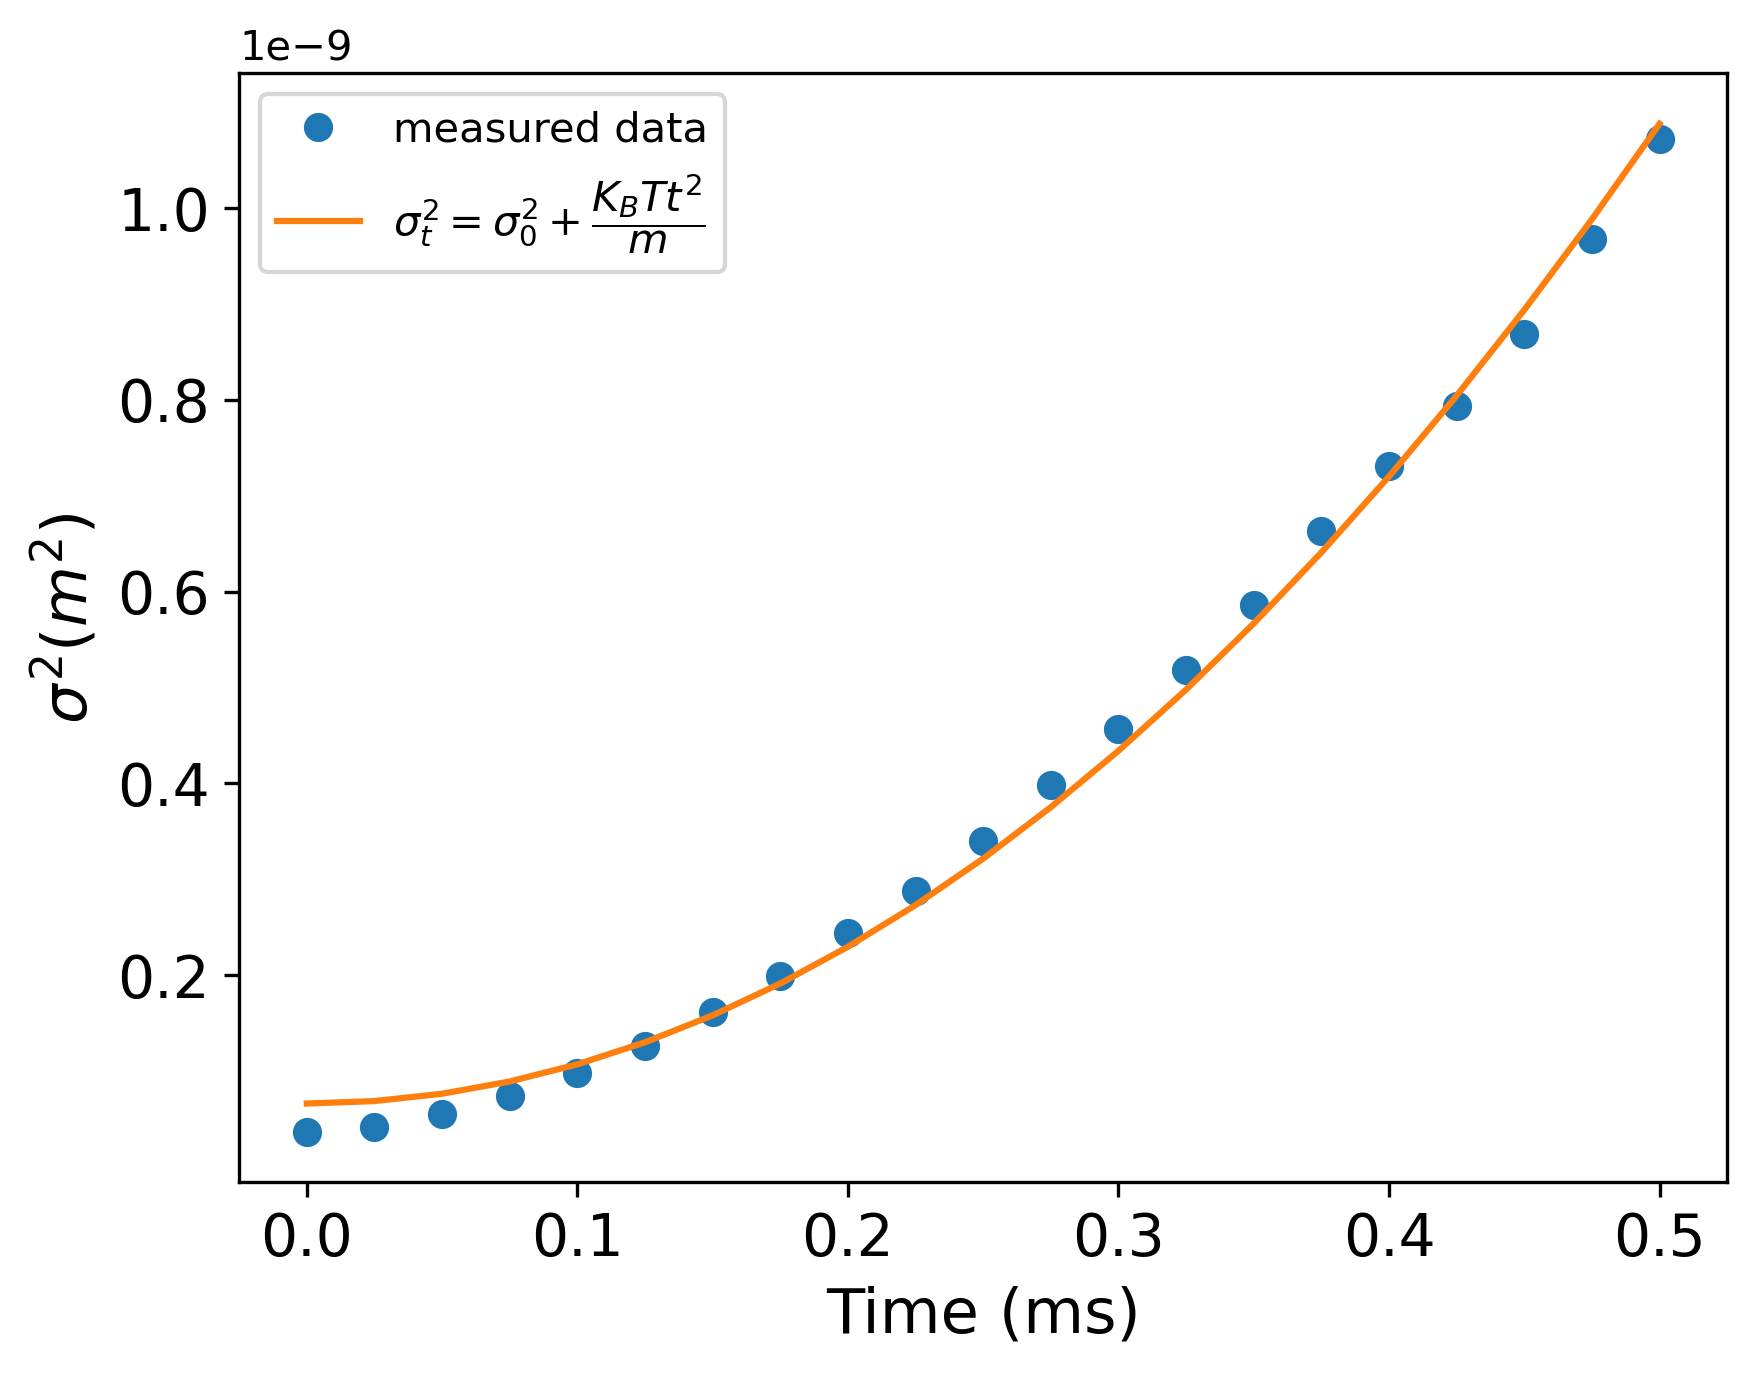 1e−9
measured data
σ_t^2 = σ_0^2 + \frac{K_B T t^2}{m}
1.0
0.8
0.6
0.4
0.2
σ^2(m^2)
0.0 0.1 0.2 0.3 0.4 0.5
Time (ms)